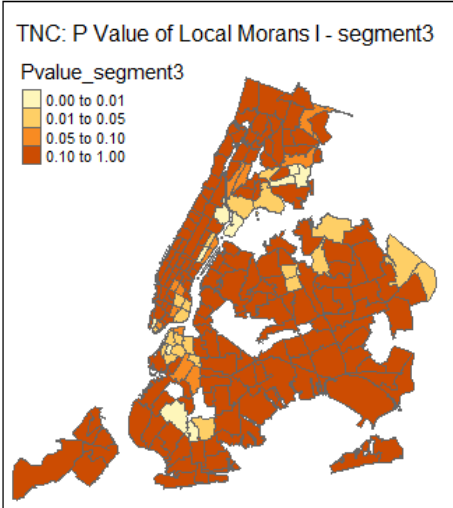 TNC: P Value of Local Morans I - segment3
Pvalue_segment3
0.00 to 0.01
0.01 to 0.05
0.05 to 0.10
0.10 to 1.00